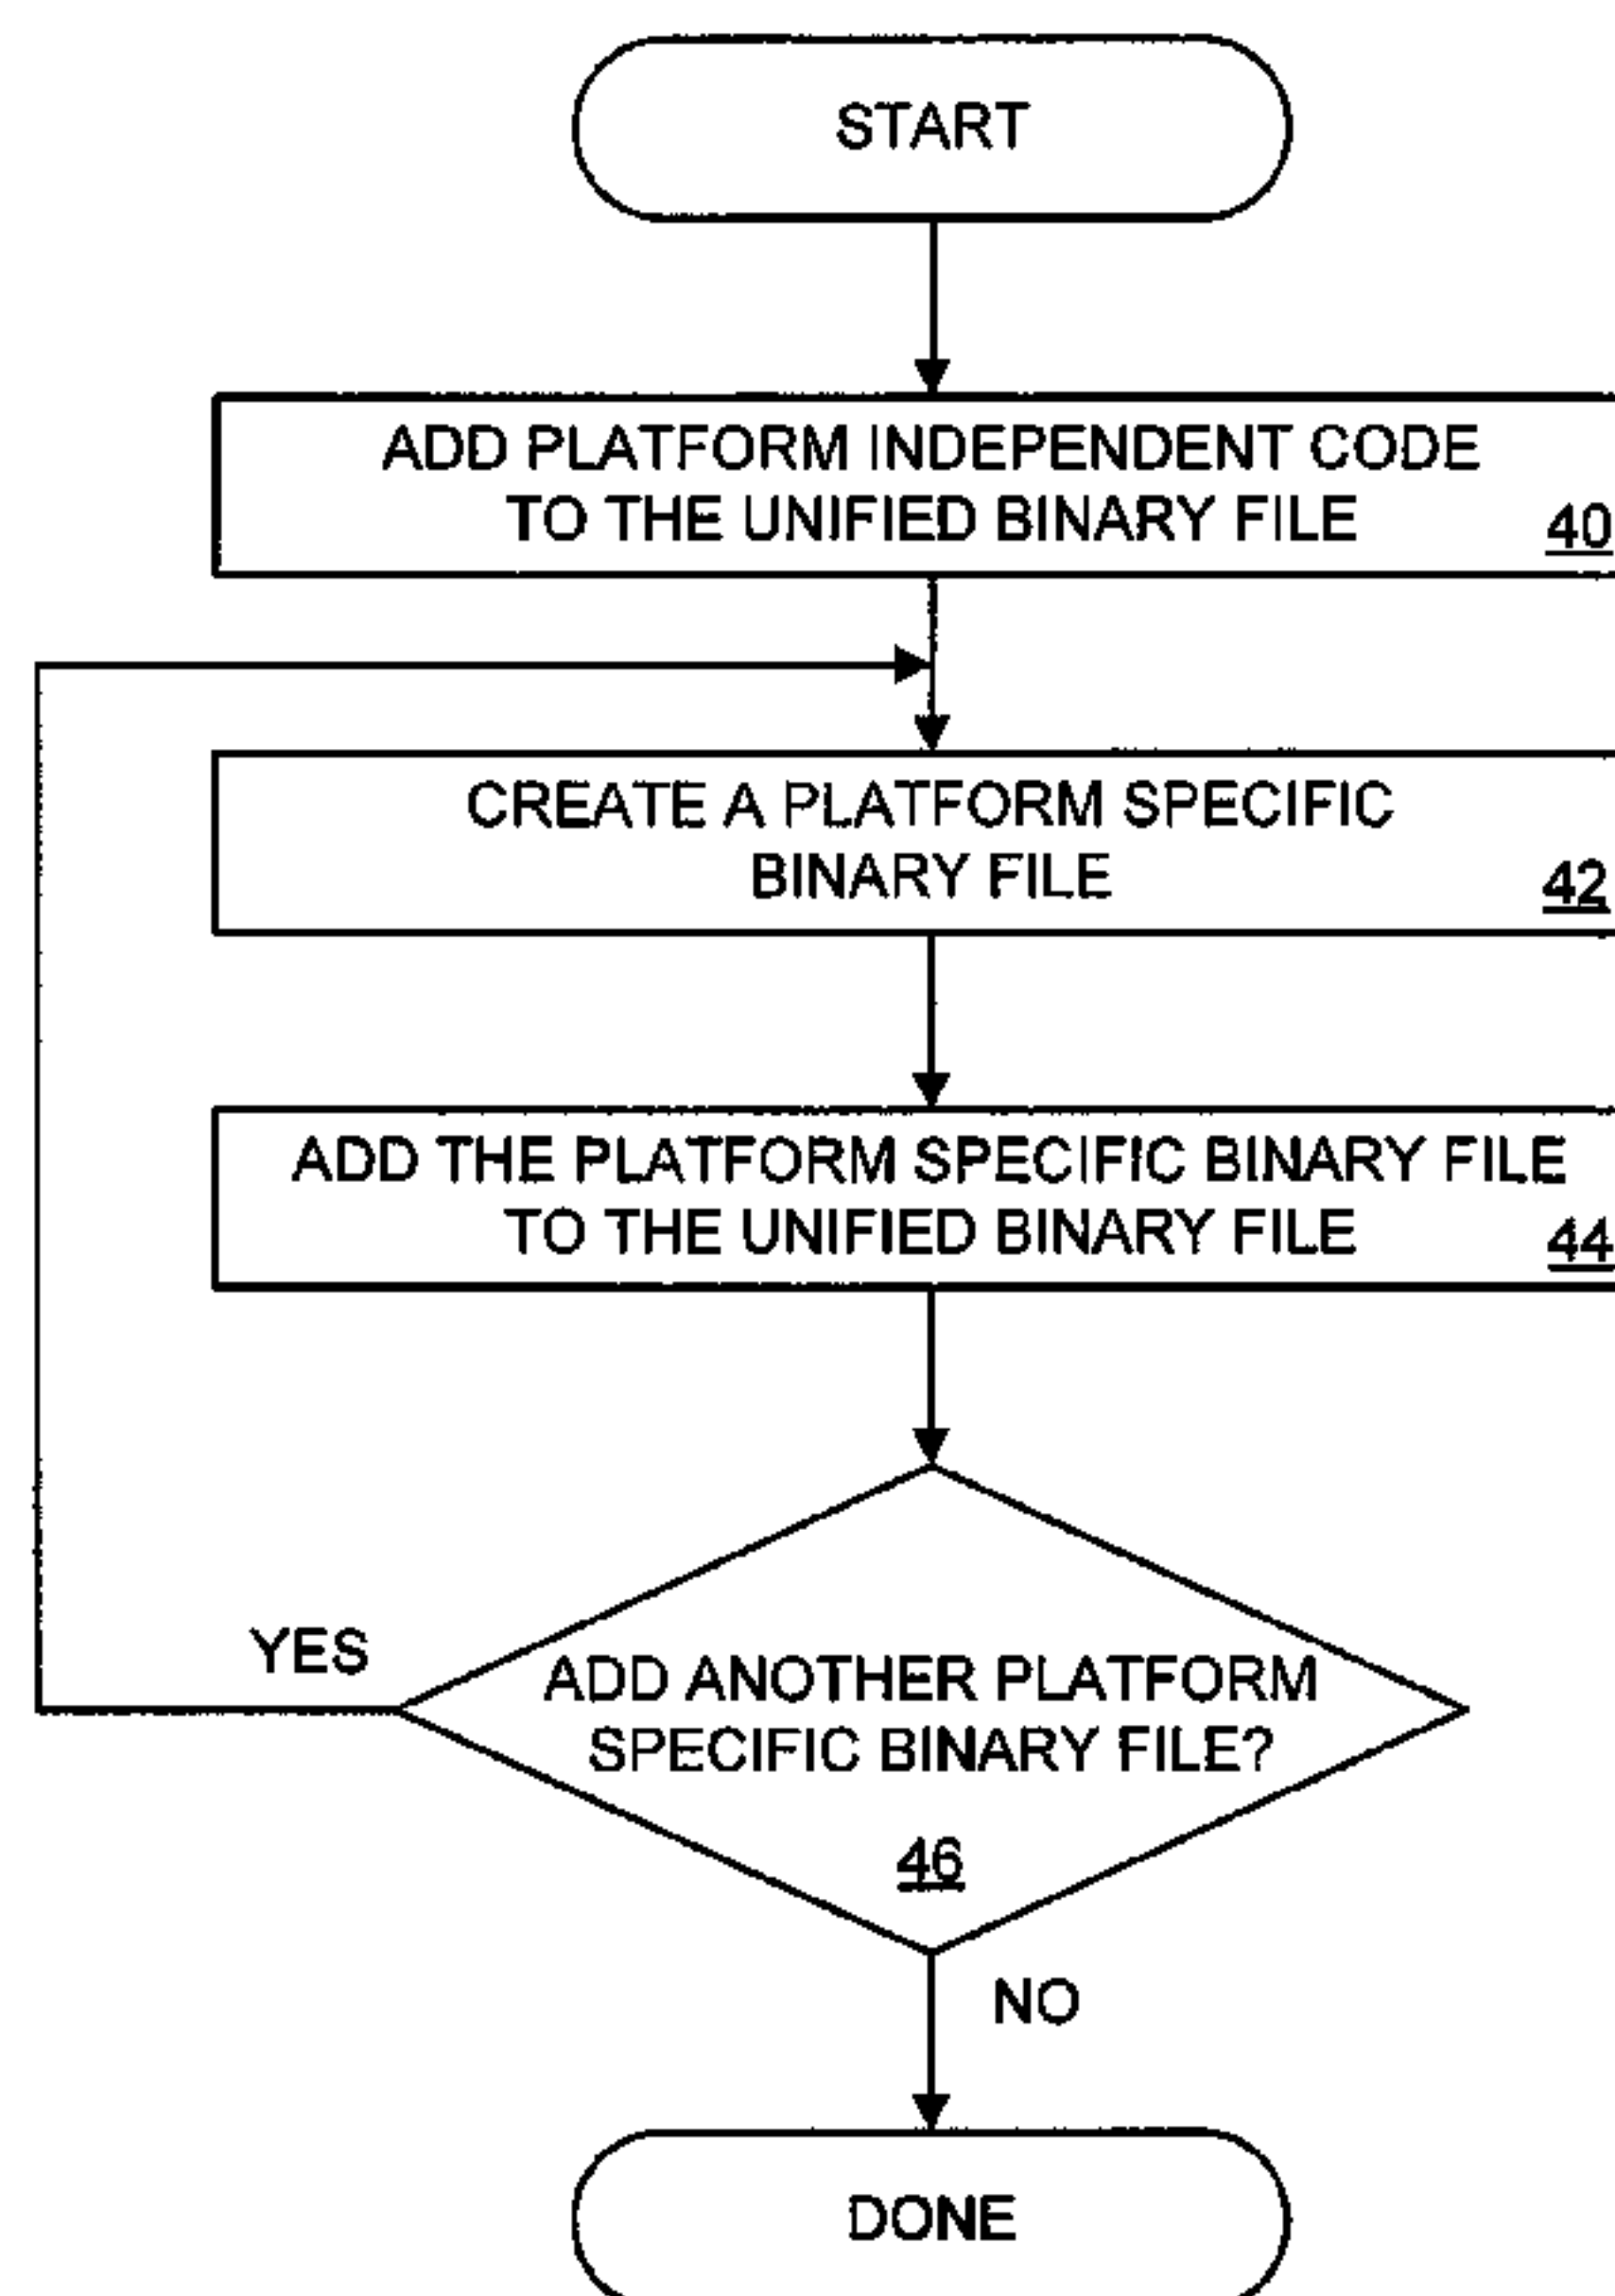 START
ADD PLATFORM INDEPENDENT CODE
TO THE UNIFIED BINARY FILE
40
CREATE A PLATFORM SPECIFIC
BINARY FILE
42
ADD THE PLATFORM SPECIFIC BINARY FILE
TO THE UNIFIED BINARY FILE
44
YES
ADD ANOTHER PLATFORM
SPECIFIC BINARY FILE?
46
NO
DONE